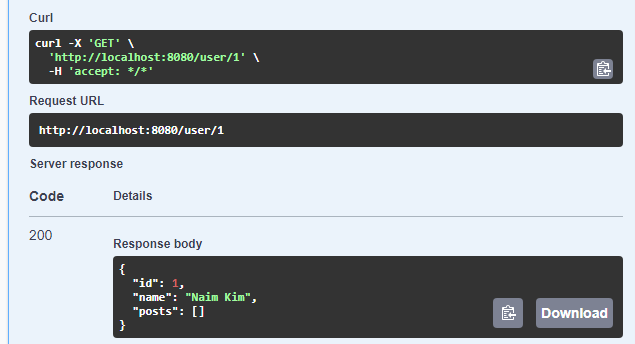 Curl
curl -X 'GET' \
  'http://localhost:8080/user/1' \
  -H 'accept: */*'
Request URL
http://localhost:8080/user/1
Server response
Code Details
200
Response body
{
  "id": 1,
  "name": "Naim Kim",
  "posts": []
}
Download